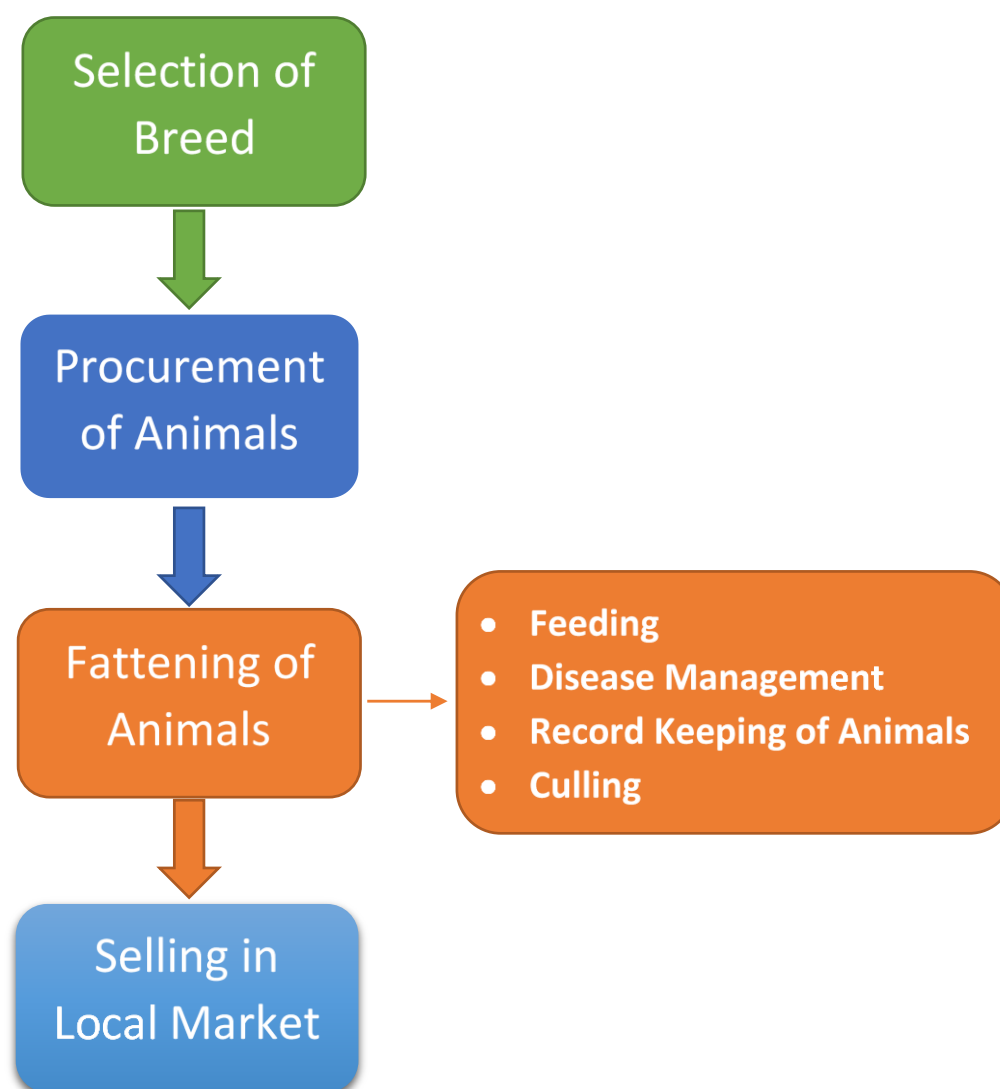 Selection of
Breed
Procurement
of Animals
Fattening of
Animals
• Feeding
• Disease Management
• Record Keeping of Animals
• Culling
Selling in
Local Market